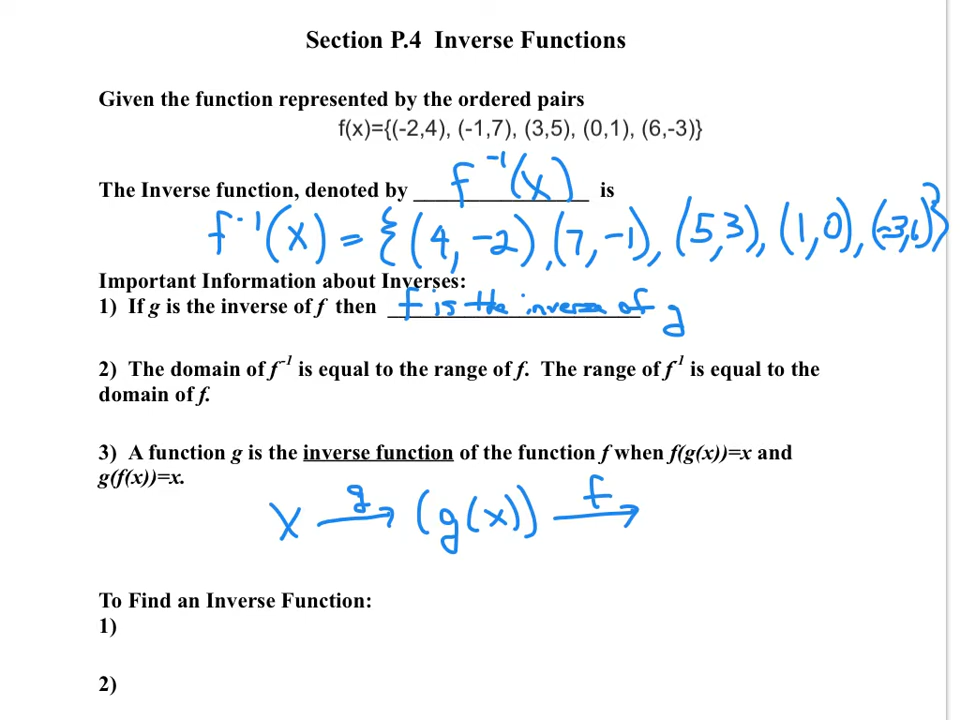 Section P.4 Inverse Functions
Given the function represented by the ordered pairs
f(x)={(-2,4), (-1,7), (3,5), (0,1), (6,-3)}
The Inverse function, denoted by f⁻¹(x) is
f⁻¹(x) = {(4, -2), (7, -1), (5,3), (1,0), (-3,6)}
Important Information about Inverses:
1) If g is the inverse of f then f is the inverse of g
2) The domain of f⁻¹ is equal to the range of f. The range of f⁻¹ is equal to the
domain of f.
3) A function g is the inverse function of the function f when f(g(x))=x and
g(f(x))=x.
x →g (g(x)) →f
To Find an Inverse Function:
1)
2)